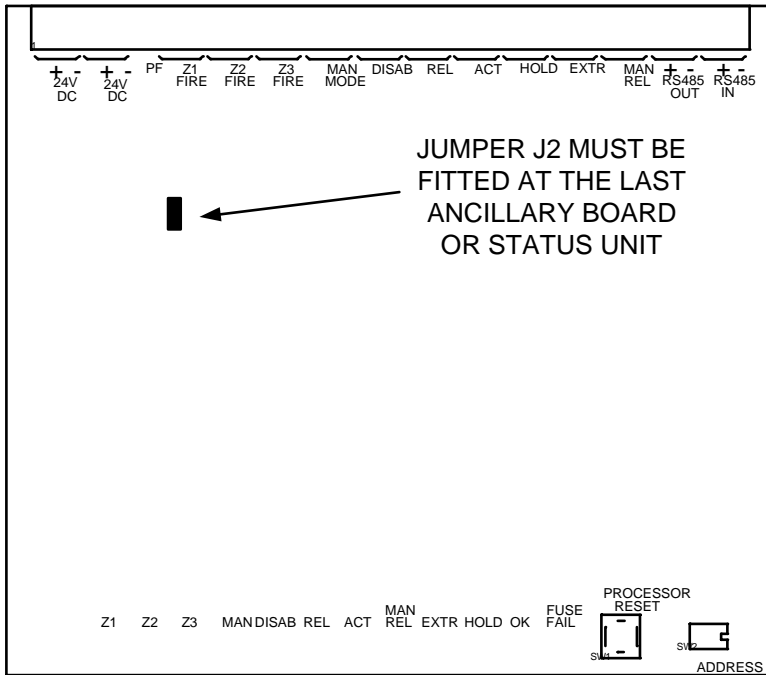 1
+ - + - PF Z1 Z2 Z3 MAN DISAB REL ACT HOLD EXTR MAN + - + -
24V 24V FIRE FIRE FIRE MODE REL RS485 RS485
DC DC OUT IN
JUMPER J2 MUST BE
FITTED AT THE LAST
ANCILLARY BOARD
OR STATUS UNIT
PROCESSOR
RESET
MAN FUSE
Z1 Z2 Z3 MAN DISAB REL ACT REL EXTR HOLD OK FAIL
SW1 SW2
ADDRESS